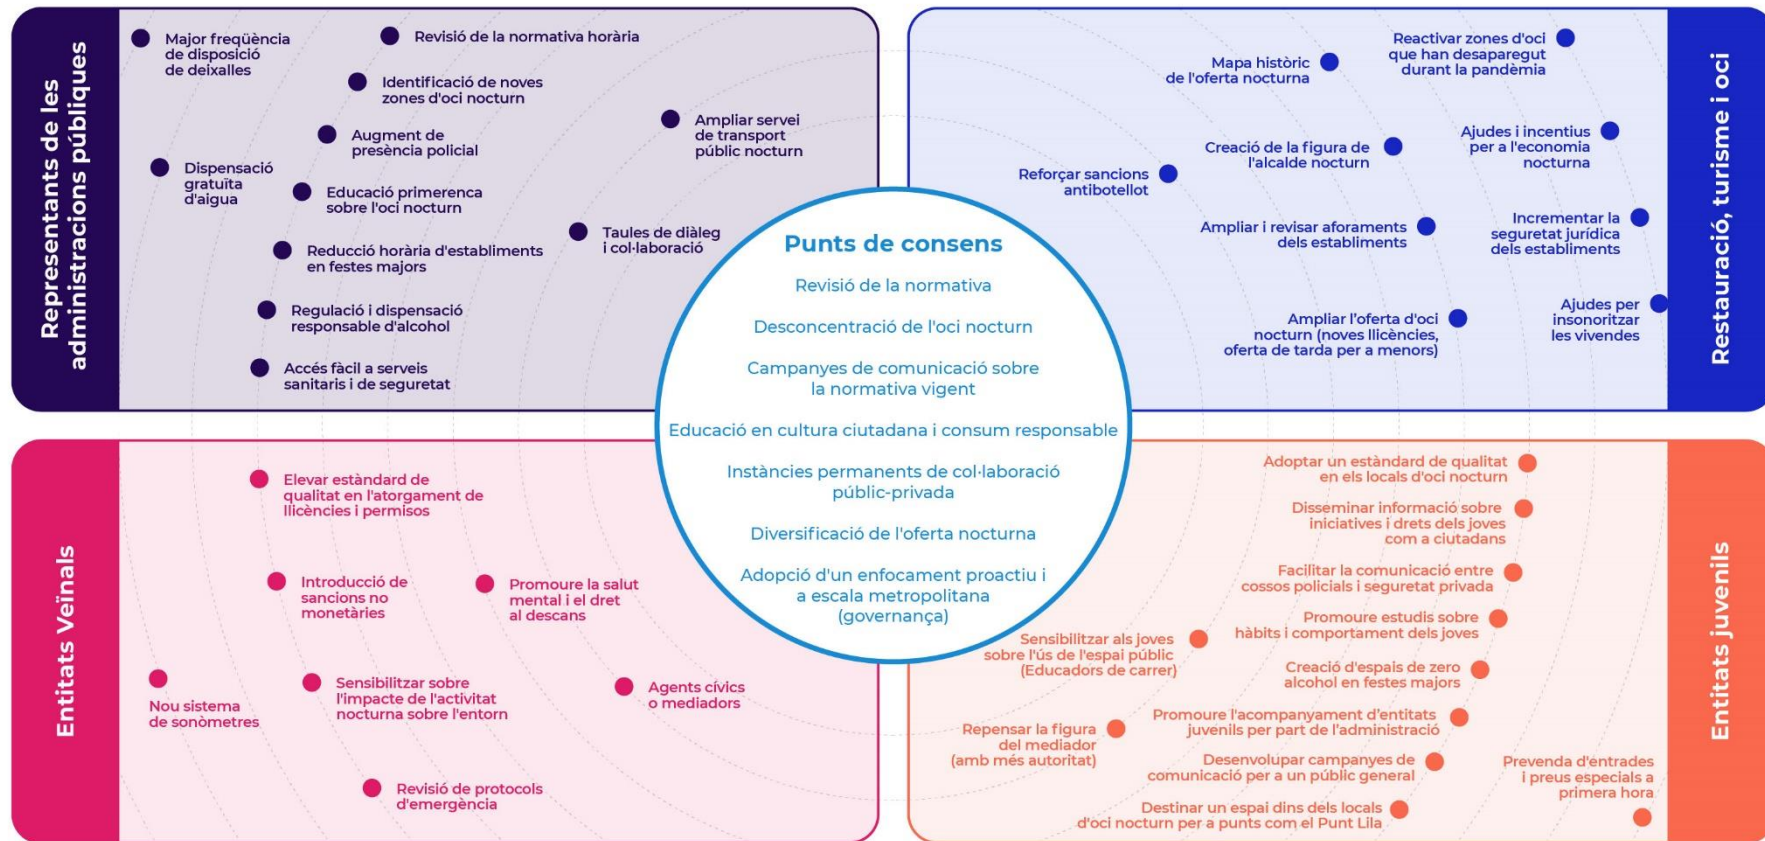 Representants de les
administracions públiques
Major freqüència
de disposició
de deixalles
Revisió de la normativa horària
Identificació de noves
zones d'oci nocturn
Augment de
presència policial
Ampliar servei
de transport
públic nocturn
Dispensació
gratuïta
d'aigua
Educació primerenca
sobre l'oci nocturn
Reducció horària d'establiments
en festes majors
Taules de diàleg
i col·laboració
Regulació i dispensació
responsable d'alcohol
Accés fàcil a serveis
sanitaris i de seguretat
Restauració, turisme i oci
Reactivar zones d'oci
que han desaparegut
durant la pandèmia
Mapa històric
de l'oferta nocturna
Ajudes i incentius
per a l'economia
nocturna
Creació de la figura de
l'alcalde nocturn
Reforçar sancions
antibotellot
Ampliar i revisar aforaments
dels establiments
Incrementar la
seguretat jurídica
dels establiments
Ampliar l'oferta d'oci
nocturn (noves llicències,
oferta de tarda per a menors)
Ajudes per
insonoritzar
les vivendes
Punts de consens
Revisió de la normativa
Desconcentració de l'oci nocturn
Campanyes de comunicació sobre
la normativa vigent
Educació en cultura ciutadana i consum responsable
Instàncies permanents de col·laboració
públic-privada
Diversificació de l'oferta nocturna
Adopció d'un enfocament proactiu i
a escala metropolitana
(governança)
Entitats Veïnals
Elevar estàndard de
qualitat en l'atorgament de
llicències i permisos
Introducció de
sancions no
monetàries
Promoure la salut
mental i el dret
al descans
Nou sistema
de sonòmetres
Sensibilitzar sobre
l'impacte de l'activitat
nocturna sobre l'entorn
Agents cívics
o mediadors
Revisió de protocols
d'emergència
Entitats juvenils
Adoptar un estàndard de qualitat
en els locals d'oci nocturn
Disseminar informació sobre
iniciatives i drets dels joves
com a ciutadans
Facilitar la comunicació entre
cossos policials i seguretat privada
Promoure estudis sobre
hàbits i comportament dels joves
Sensibilitzar als joves
sobre l'ús de l'espai públic
(Educadors de carrer)
Creació d'espais de zero
alcohol en festes majors
Promoure l'acompanyament d'entitats
juvenils per part de l'administració
Repensar la figura
del mediador
(amb més autoritat)
Desenvolupar campanyes de
comunicació per a un públic general
Prevenda d'entrades
i preus especials a
primera hora
Destinar un espai dins dels locals
d'oci nocturn per a punts com el Punt Lila